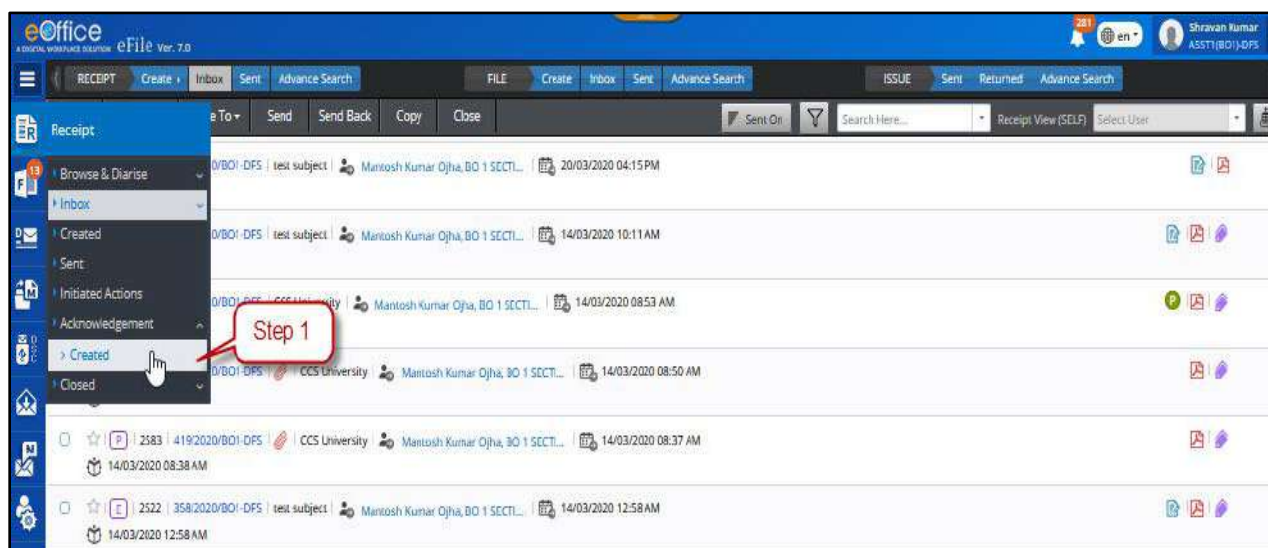 281
eOffice
A DIGITAL WORKPLACE SOLUTION eFile Ver. 7.0
en
Shravan Kumar
ASST1(BO1)-DFS
RECEIPT Create Inbox Sent Advance Search FILE Create Inbox Sent Advance Search ISSUE Sent Returned Advance Search
e To Send Send Back Copy Close Sent On Search Here... Receipt View (SELF) Select User
Receipt
Browse & Diarise
Inbox
Created
Sent
Initiated Actions
Acknowledgement
> Created
Closed
13
Step 1
0/BO1-DFS test subject Mantosh Kumar Ojha, BO 1 SECTI... 20/03/2020 04:15 PM
0/BO1-DFS test subject Mantosh Kumar Ojha, BO 1 SECTI... 14/03/2020 10:11 AM
0/BO1-DFS CCS University Mantosh Kumar Ojha, BO 1 SECTI... 14/03/2020 08:53 AM
P
0/BO1-DFS CCS University Mantosh Kumar Ojha, BO 1 SECTI... 14/03/2020 08:50 AM
P 2583 419/2020/BO1-DFS CCS University Mantosh Kumar Ojha, BO 1 SECTI... 14/03/2020 08:37 AM
14/03/2020 08:38 AM
E 2522 358/2020/BO1-DFS test subject Mantosh Kumar Ojha, BO 1 SECTI... 14/03/2020 12:58 AM
14/03/2020 12:58 AM